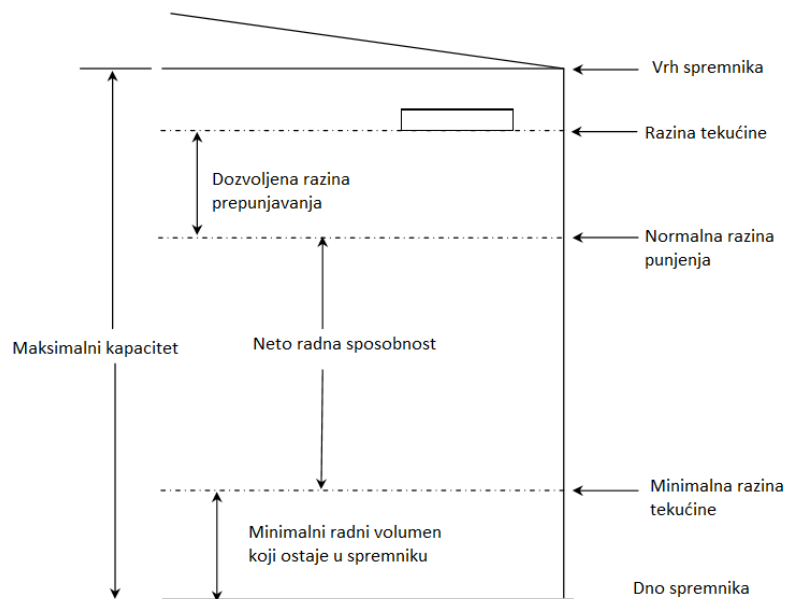 Vrh spremnika
Razina tekućine
Dozvoljena razina
prepunjavanja
Normalna razina
punjenja
Maksimalni kapacitet
Neto radna sposobnost
Minimalna razina
tekućine
Minimalni radni volumen
koji ostaje u spremniku
Dno spremnika